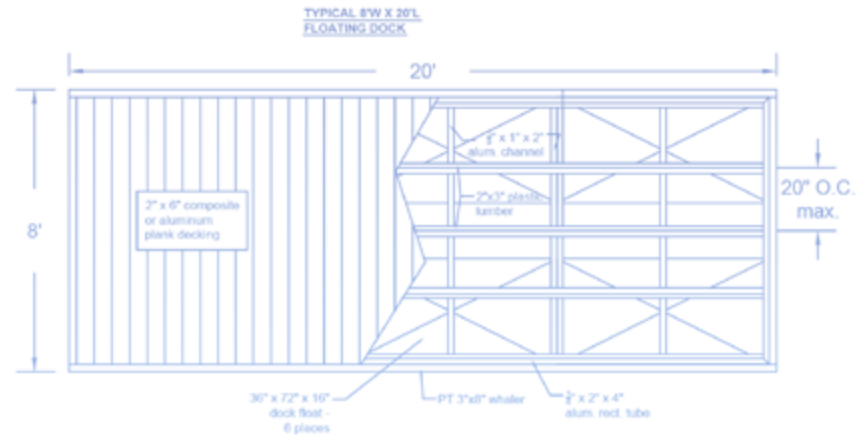 TYPICAL 8'W X 20'L
FLOATING DOCK
20'
x 1" x 2"
alum. channel
20" O.C.
max.
2"x3" plastic
lumber
2" x 6" composite
or aluminum
plank decking
8'
36" x 72" x 16"
dock float -
6 places
PT 3"x8" whaler
x 2" x 4"
alum. rect. tube